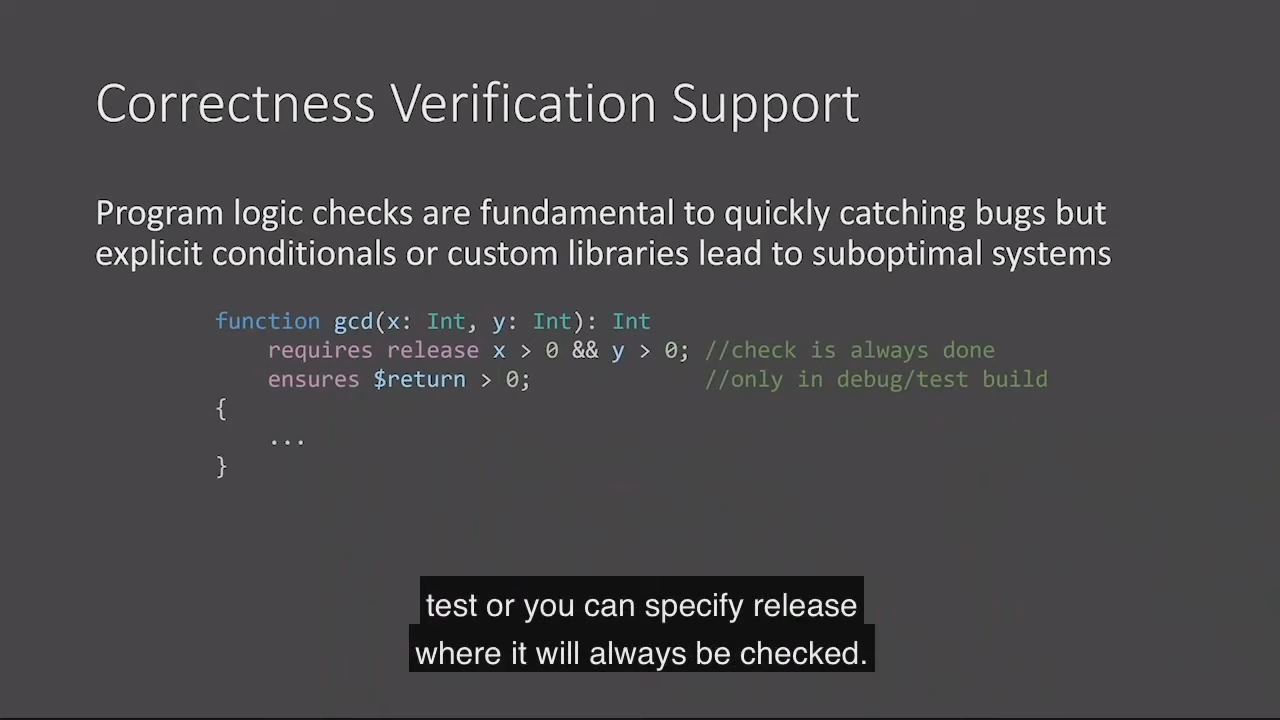 Correctness Verification Support
Program logic checks are fundamental to quickly catching bugs but
explicit conditionals or custom libraries lead to suboptimal systems
function gcd(x: Int, y: Int): Int
requires release x > 0 && y > 0; //check is always done
ensures $return > 0; //only in debug/test build
{
...
}
test or you can specify release
where it will always be checked.